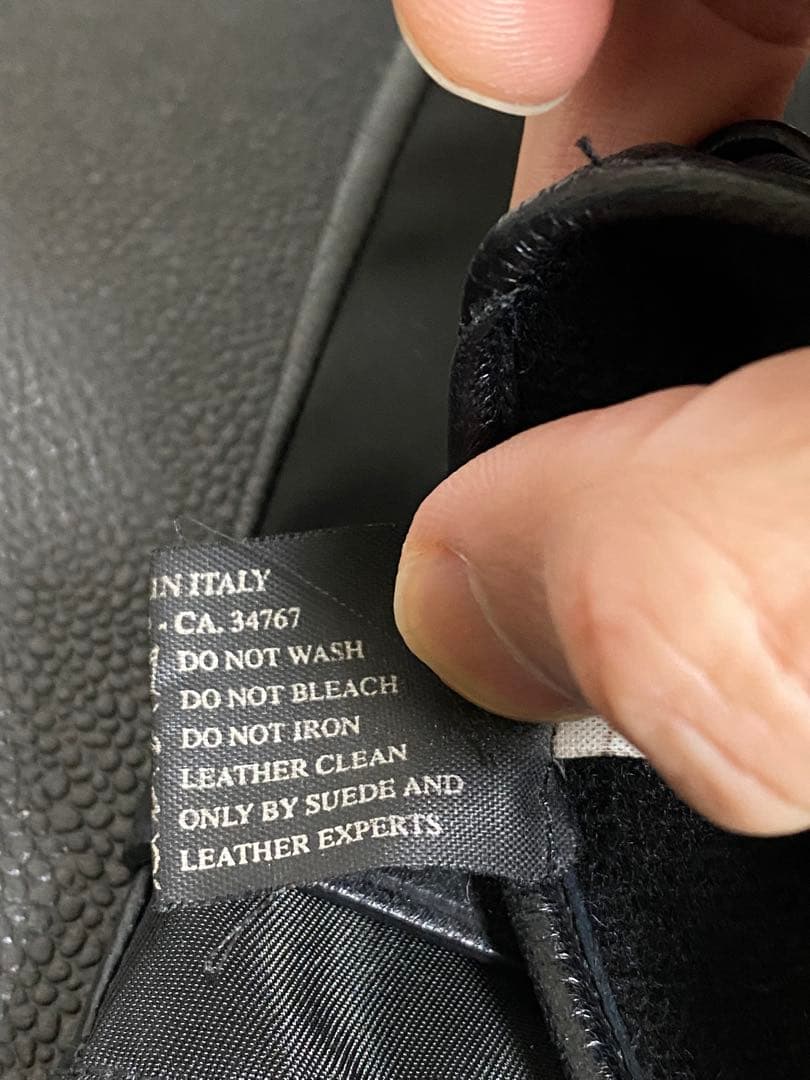 IN ITALY
- CA. 34767
DO NOT WASH
DO NOT BLEACH
DO NOT IRON
LEATHER CLEAN
ONLY BY SUEDE AND
LEATHER EXPERTS